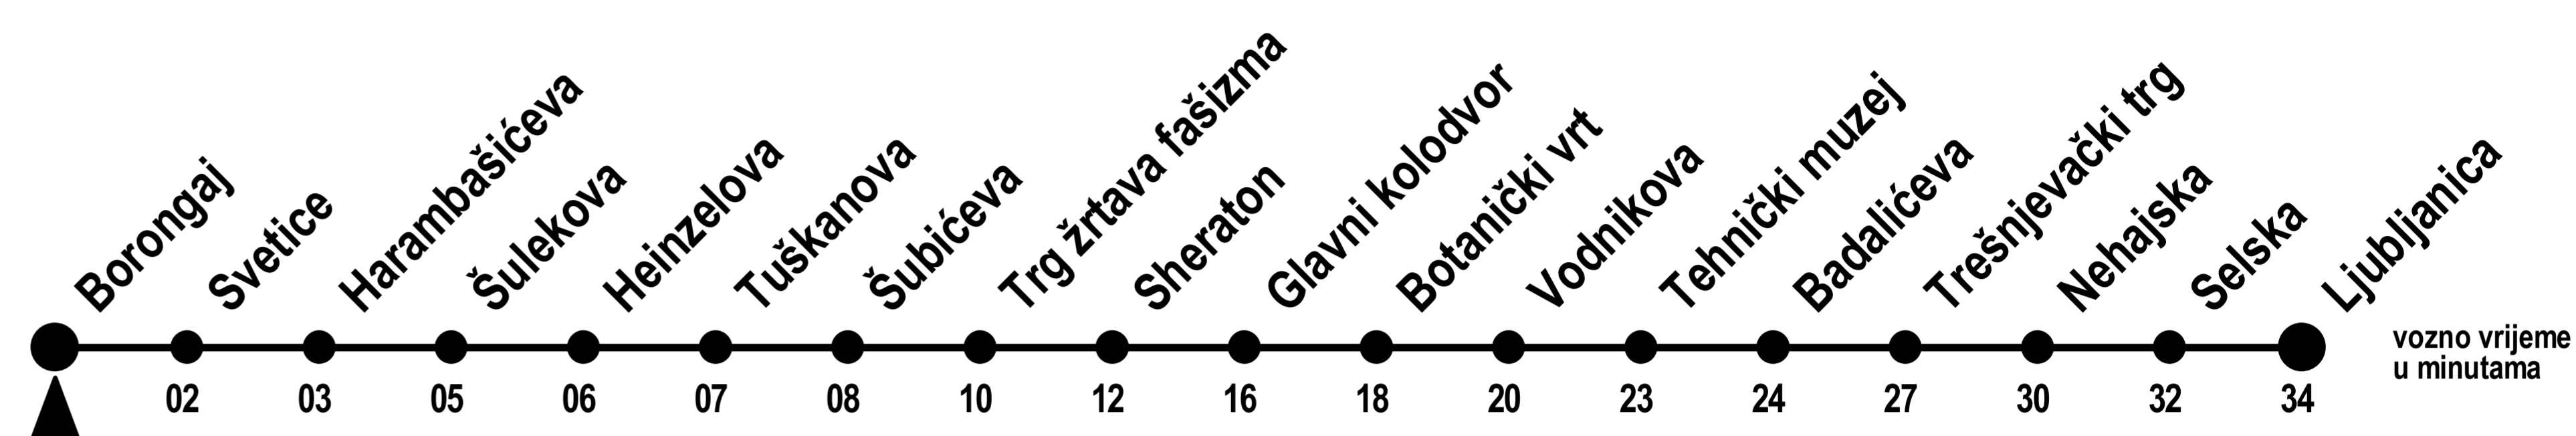 Borongaj
Svetice
Harambašićeva
Šulekova
Heinzelova
Tuškanova
Šubićeva
Trg žrtava fašizma
Sheraton
Glavni kolodvor
Botanički vrt
Vodnikova
Tehnički muzej
Badalićeva
Trešnjevački trg
Nehajska
Selska
Ljubljanica
vozno vrijeme
u minutama
02 03 05 06 07 08 10 12 16 18 20 23 24 27 30 32 34